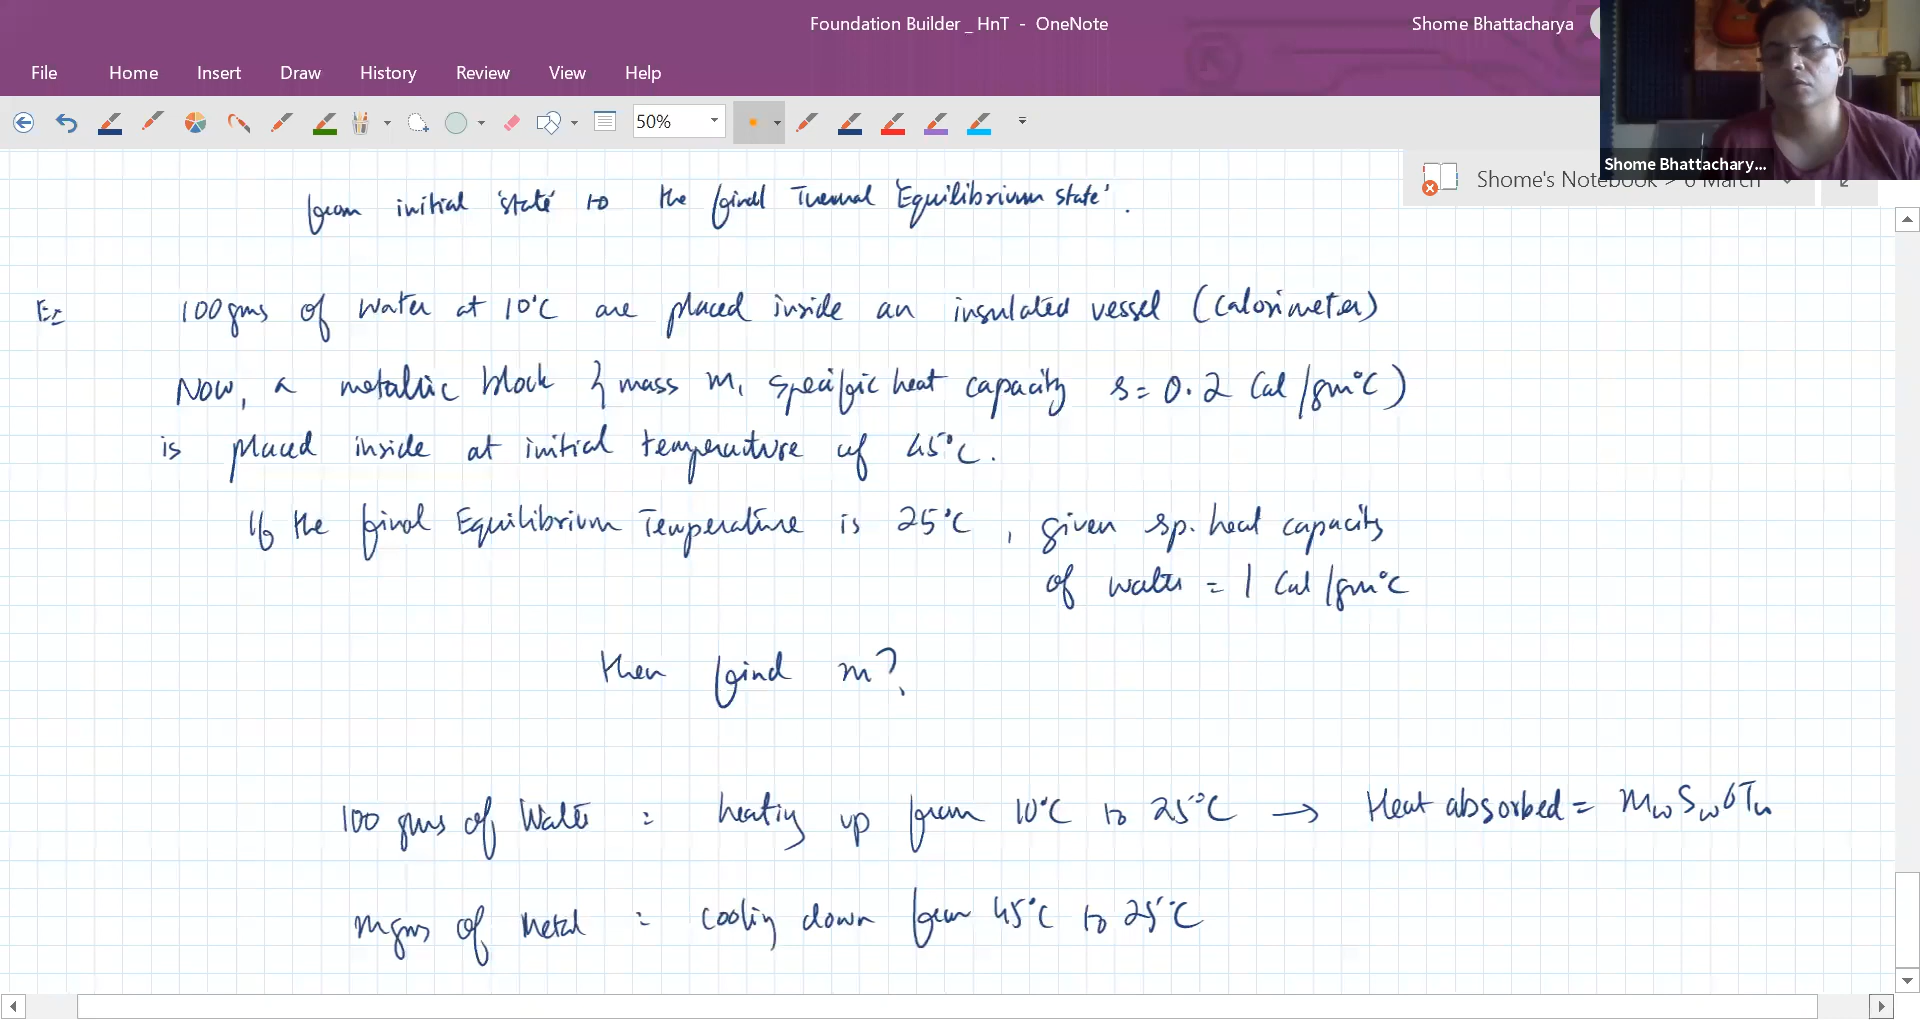 Foundation Builder _ HnT - OneNote
Shome Bhattacharya
File Home Insert Draw History Review View Help
50%
Shome Bhattachary...
Shome's Notebook > 6 March
from initial 'state' to the final Thermal 'Equilibrium state'.
Ex 100 gms of water at 10°C are placed inside an insulated vessel (calorimeter)
Now, a metallic block { mass m, specific heat capacity s = 0.2 Cal/gm°C)
is placed inside at initial temperature of 45°C.
If the final Equilibrium Temperature is 25°C, given sp. heat capacity
of water = 1 Cal/gm°C
then find m?
100 gms of Water : heating up from 10°C to 25°C → Heat absorbed = mw Sw δTw
m gms of Metal : cooling down from 45°C to 25°C